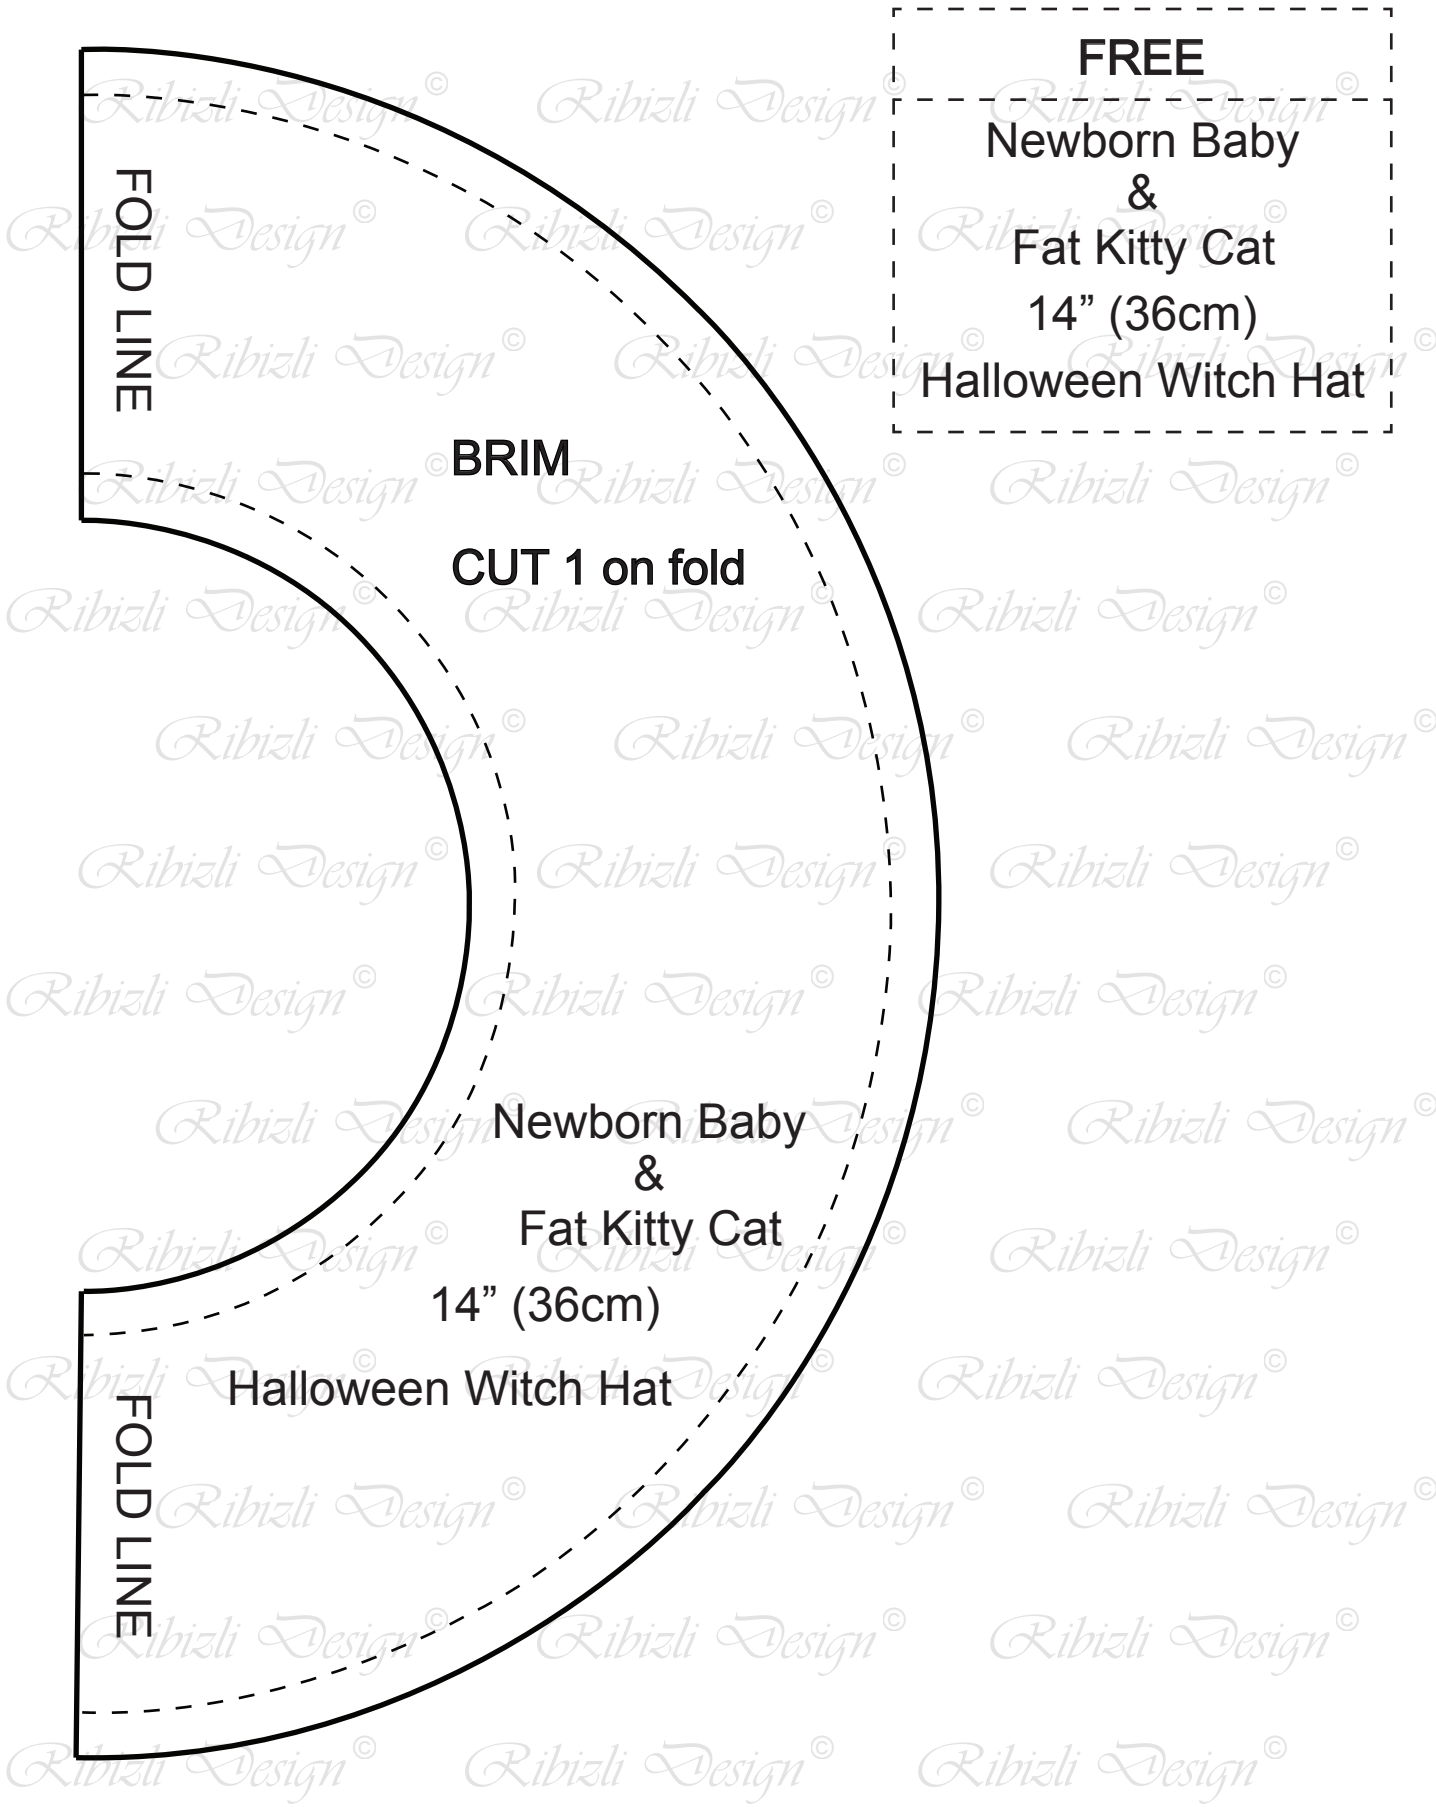 FREE
Newborn Baby
&
Fat Kitty Cat
14” (36cm)
Halloween Witch Hat
FOLD LINE
BRIM
CUT 1 on fold
Newborn Baby
&
Fat Kitty Cat
14” (36cm)
Halloween Witch Hat
FOLD LINE
Ribizli Design ©